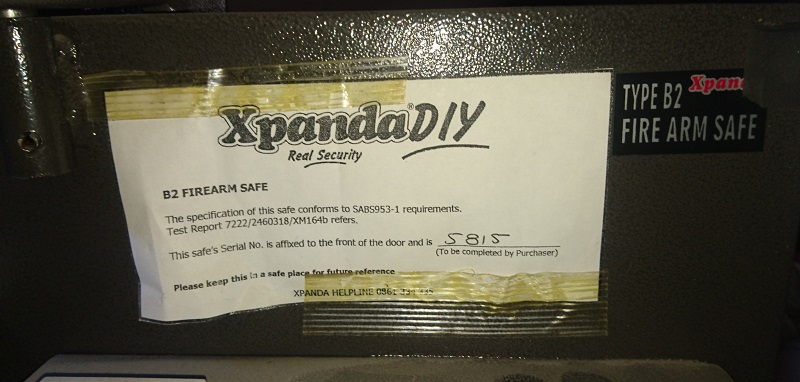 Xpanda® DIY
Real Security
B2 FIREARM SAFE
The specification of this safe conforms to SABS953-1 requirements.
Test Report 7222/2460318/XM164b refers.
This safe's Serial No. is affixed to the front of the door and is 5815
(To be completed by Purchaser)
Please keep this in a safe place for future reference
XPANDA HELPLINE 0861
TYPE B2 Xpan
FIRE ARM SAFE